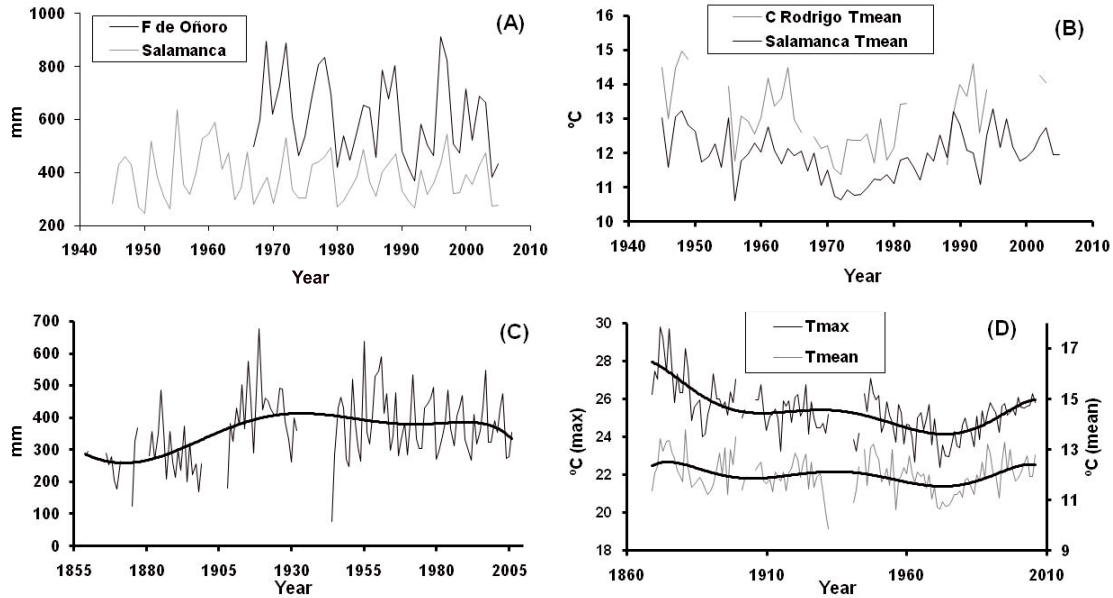 (A)
F de Oñoro
Salamanca
1000
800
600
400
200
mm
1940 1950 1960 1970 1980 1990 2000 2010
Year
(B)
ºC
C Rodrigo Tmean
Salamanca Tmean
16
15
14
13
12
11
10
ºC
1940 1950 1960 1970 1980 1990 2000 2010
Year
(C)
700
600
500
400
300
200
100
0
mm
1855 1880 1905 1930 1955 1980 2005
Year
(D)
Tmax
Tmean
30
28
26
24
22
20
18
ºC (max)
17
15
13
11
9
ºC (mean)
1860 1910 1960 2010
Year